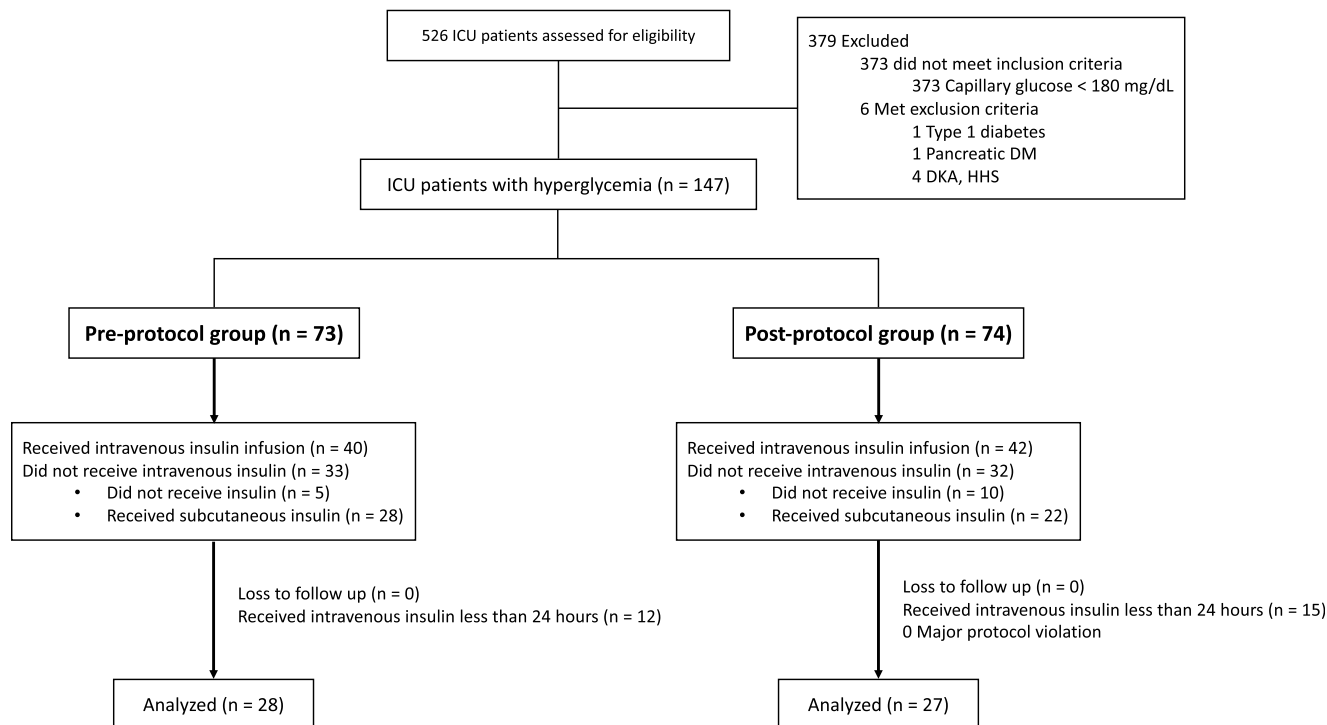 526 ICU patients assessed for eligibility
379 Excluded
373 did not meet inclusion criteria
373 Capillary glucose < 180 mg/dL
6 Met exclusion criteria
1 Type 1 diabetes
1 Pancreatic DM
4 DKA, HHS
ICU patients with hyperglycemia (n = 147)
Pre-protocol group (n = 73)
Post-protocol group (n = 74)
Received intravenous insulin infusion (n = 40)
Did not receive intravenous insulin (n = 33)
• Did not receive insulin (n = 5)
• Received subcutaneous insulin (n = 28)
Received intravenous insulin infusion (n = 42)
Did not receive intravenous insulin (n = 32)
• Did not receive insulin (n = 10)
• Received subcutaneous insulin (n = 22)
Loss to follow up (n = 0)
Received intravenous insulin less than 24 hours (n = 12)
Loss to follow up (n = 0)
Received intravenous insulin less than 24 hours (n = 15)
0 Major protocol violation
Analyzed (n = 28)
Analyzed (n = 27)